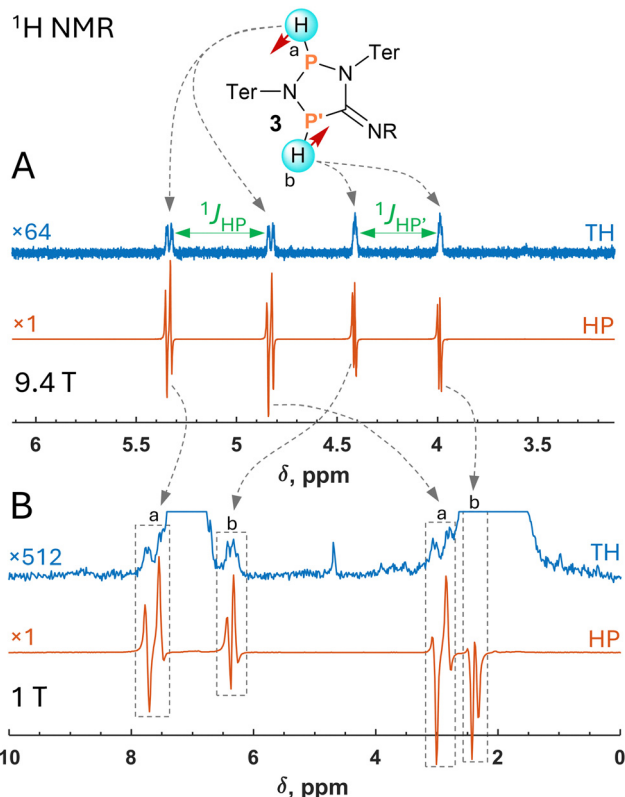 ¹H NMR
H
a
P
N
Ter
Ter
N
3
P'
NR
H
b
A
×64
¹J_HP
¹J_HP'
TH
×1
HP
9.4 T
6 5.5 5 4.5 4 3.5
δ, ppm
B
a b a b
×512
TH
×1
HP
1 T
10 8 6 4 2 0
δ, ppm